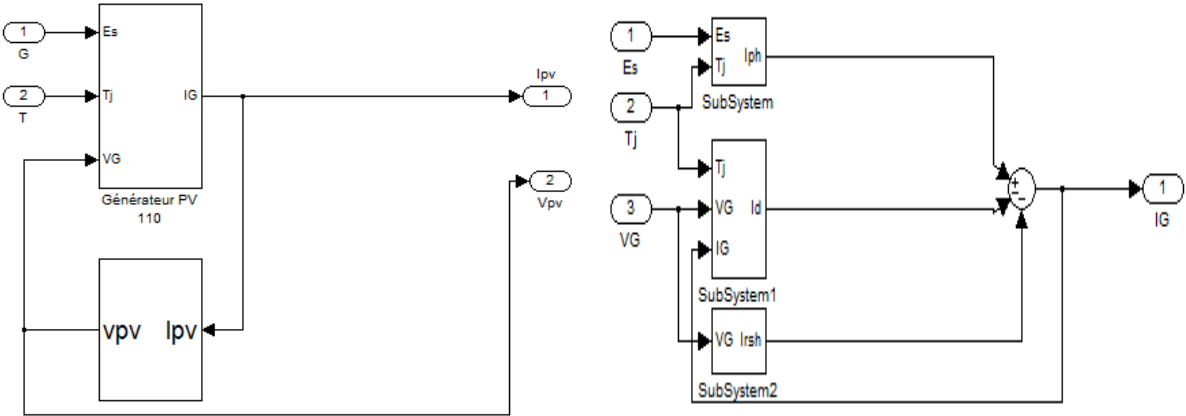 1
G
2
T
Es
Tj
IG
VG
Générateur PV
110
Ipv
1
2
Vpv
vpv Ipv
1
Es
2
Tj
3
VG
Es
Iph
Tj
SubSystem
Tj
VG Id
IG
SubSystem1
VG Irsh
SubSystem2
+
−
−
1
IG